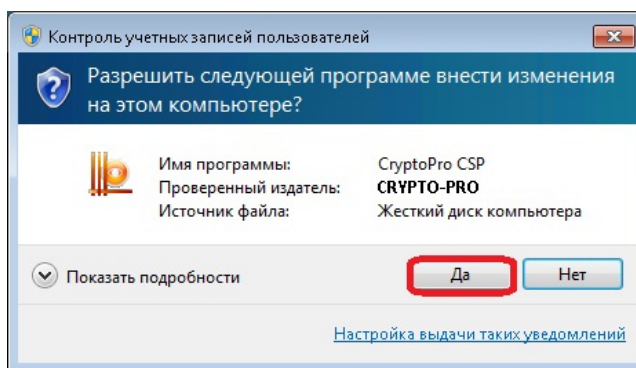 Контроль учетных записей пользователей
Разрешить следующей программе внести изменения
на этом компьютере?
Имя программы: CryptoPro CSP
Проверенный издатель: CRYPTO-PRO
Источник файла: Жесткий диск компьютера
Показать подробности Да Нет
Настройка выдачи таких уведомлений